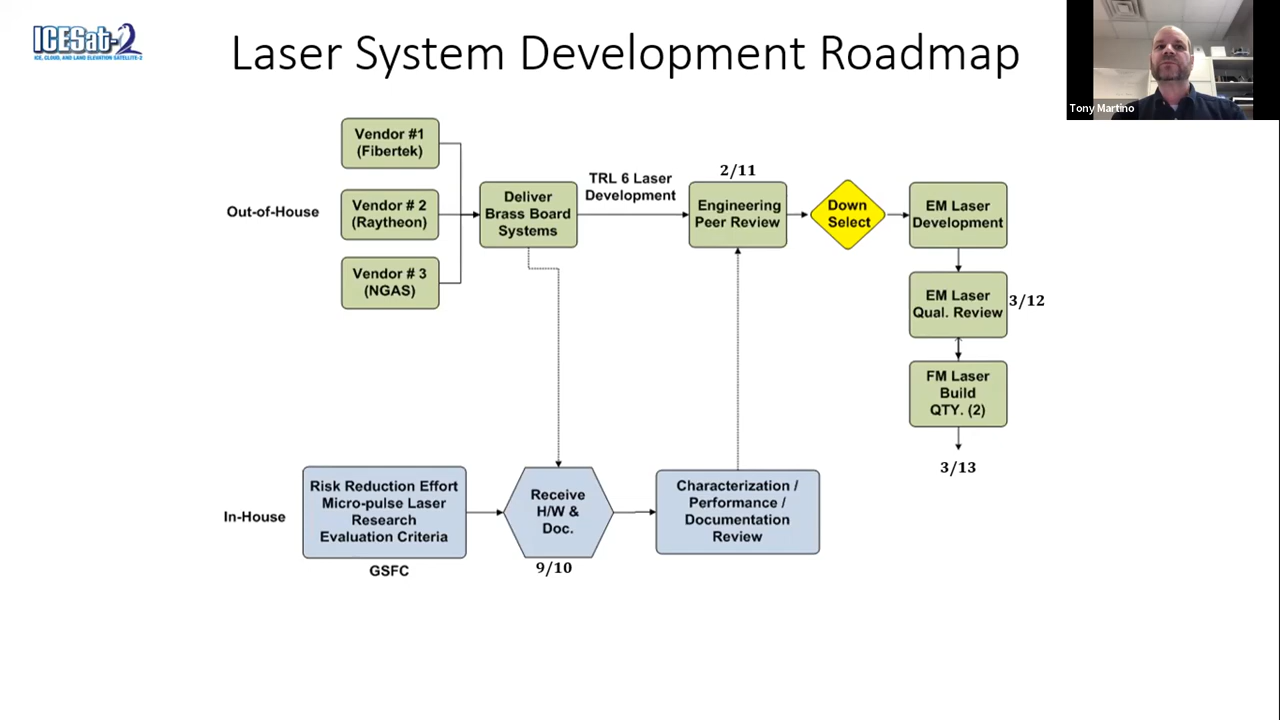 ICESat-2
ICE, CLOUD, AND LAND ELEVATION SATELLITE-2
Laser System Development Roadmap
Tony Martino
Vendor #1
(Fibertek)
Out-of-House
Vendor # 2
(Raytheon)
Vendor # 3
(NGAS)
Deliver
Brass Board
Systems
TRL 6 Laser
Development
2/11
Engineering
Peer Review
Down
Select
EM Laser
Development
EM Laser
Qual. Review
3/12
FM Laser
Build
QTY. (2)
3/13
In-House
Risk Reduction Effort
Micro-pulse Laser
Research
Evaluation Criteria
GSFC
Receive
H/W &
Doc.
9/10
Characterization /
Performance /
Documentation
Review